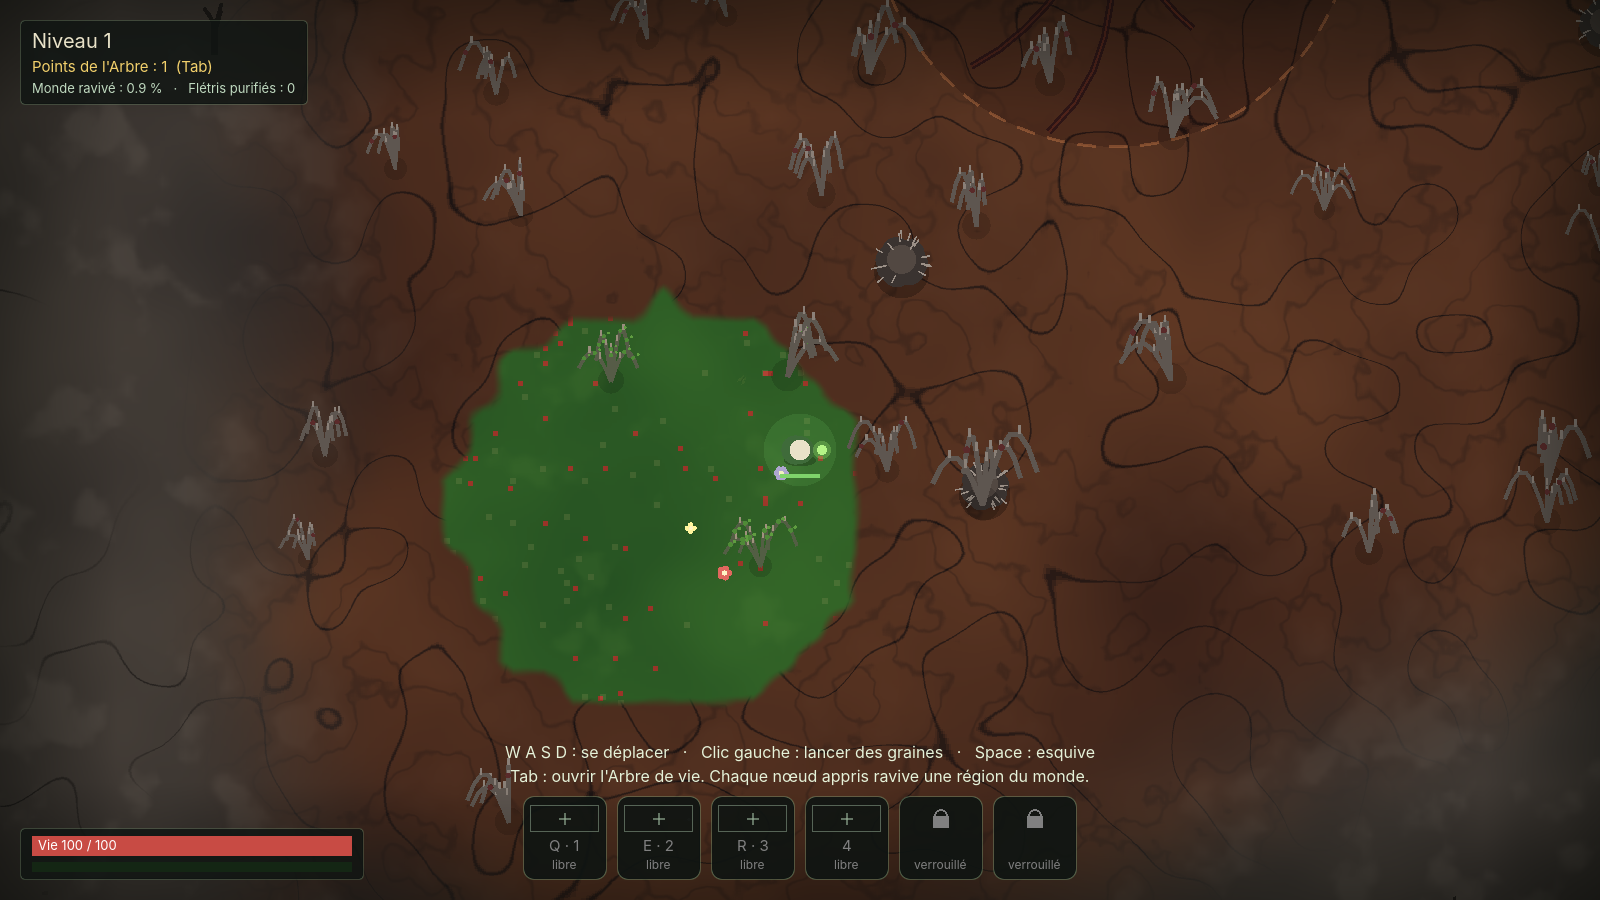 Niveau 1
Points de l'Arbre : 1  (Tab)
Monde ravivé : 0.9 %  ·  Flétris purifiés : 0
W A S D : se déplacer  ·  Clic gauche : lancer des graines  ·  Space : esquive
Tab : ouvrir l'Arbre de vie. Chaque nœud appris ravive une région du monde.
Vie 100 / 100
Q · 1
libre
E · 2
libre
R · 3
libre
4
libre
verrouillé
verrouillé